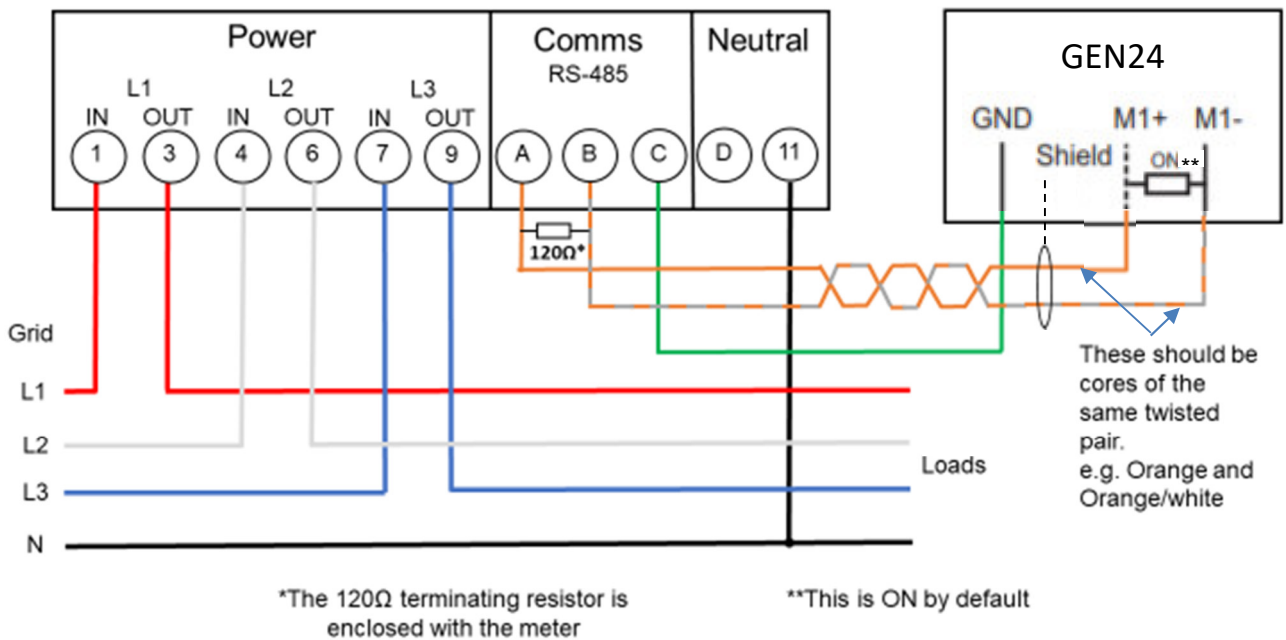 Power
Comms
RS-485
Neutral
GEN24
L1
L2
L3
IN
OUT
IN
OUT
IN
OUT
1
3
4
6
7
9
A
B
C
D
11
GND
M1+
M1-
Shield
ON**
120Ω*
Grid
L1
L2
L3
N
Loads
These should be
cores of the
same twisted
pair.
e.g. Orange and
Orange/white
*The 120Ω terminating resistor is
enclosed with the meter
**This is ON by default